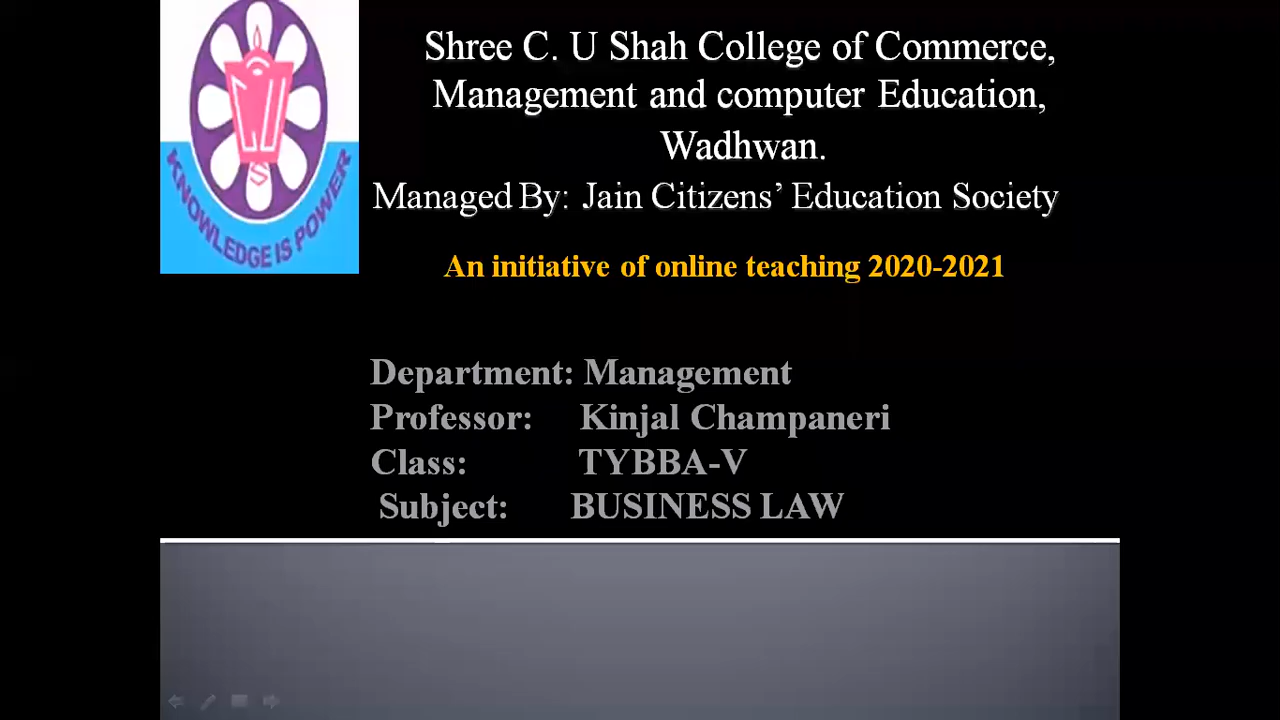 Shree C. U Shah College of Commerce,
Management and computer Education,
Wadhwan.
Managed By: Jain Citizens’ Education Society
KNOWLEDGE IS POWER
An initiative of online teaching 2020-2021
Department: Management
Professor: Kinjal Champaneri
Class: TYBBA-V
Subject: BUSINESS LAW